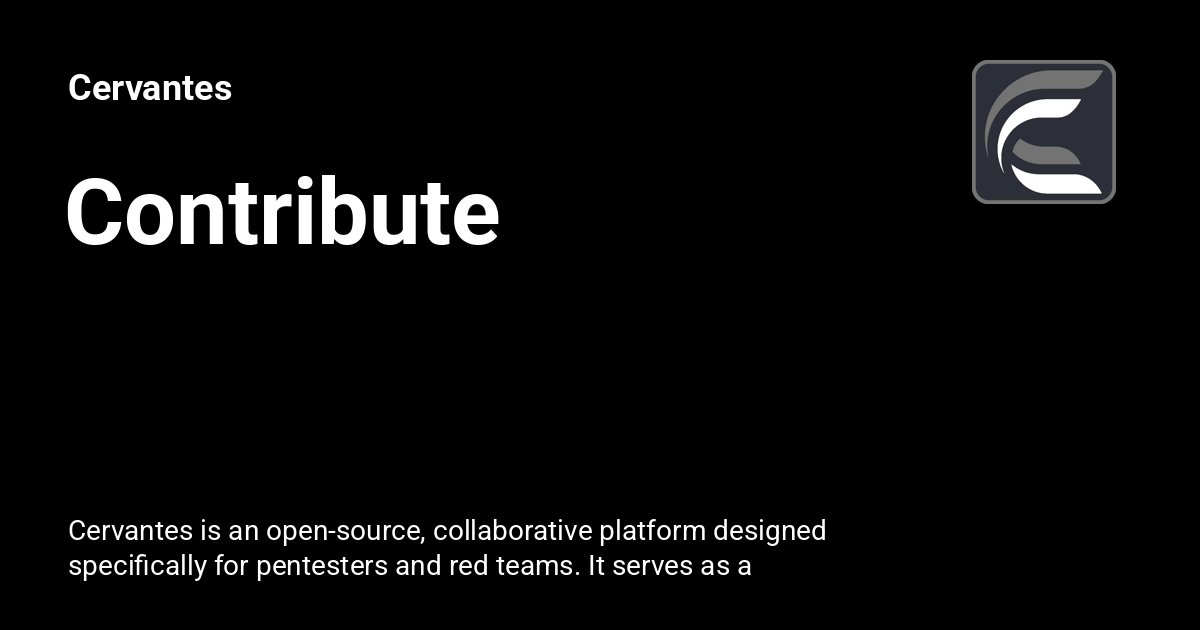 Cervantes
Contribute
Cervantes is an open-source, collaborative platform designed
specifically for pentesters and red teams. It serves as a